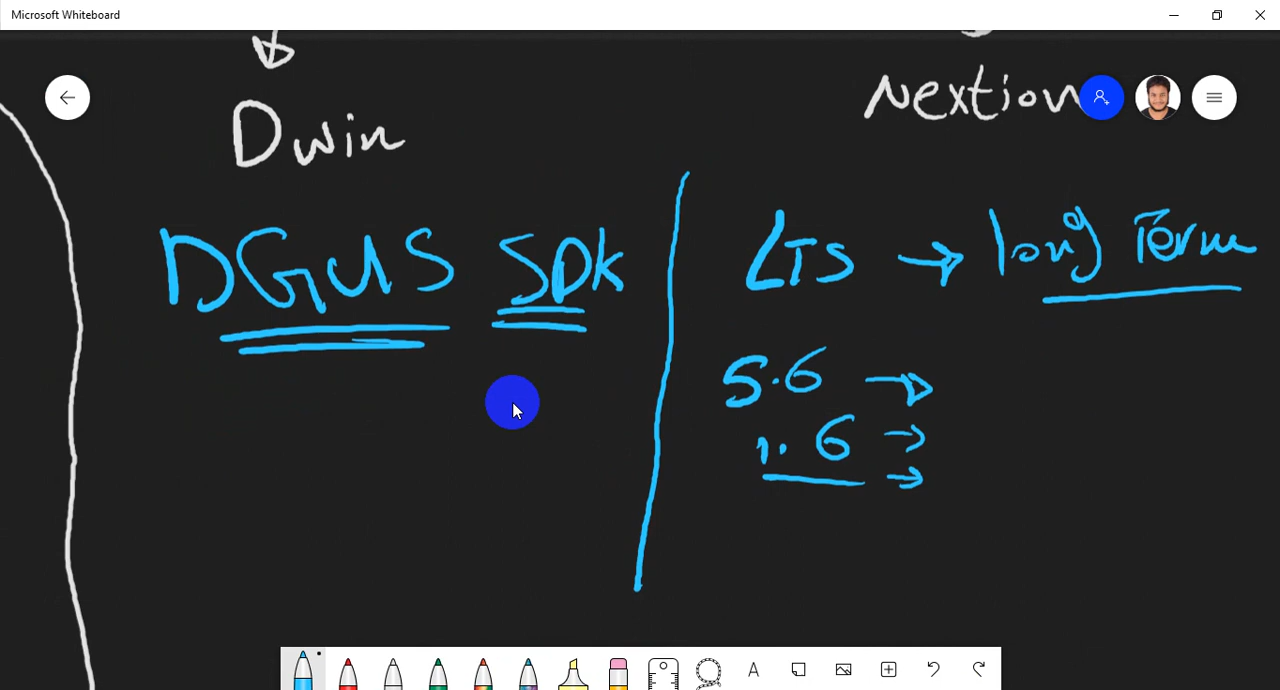 Microsoft Whiteboard
Dwin
Nextion
DGUS SDK
LTS → long Term
5.6 →
1.6 →
→
A